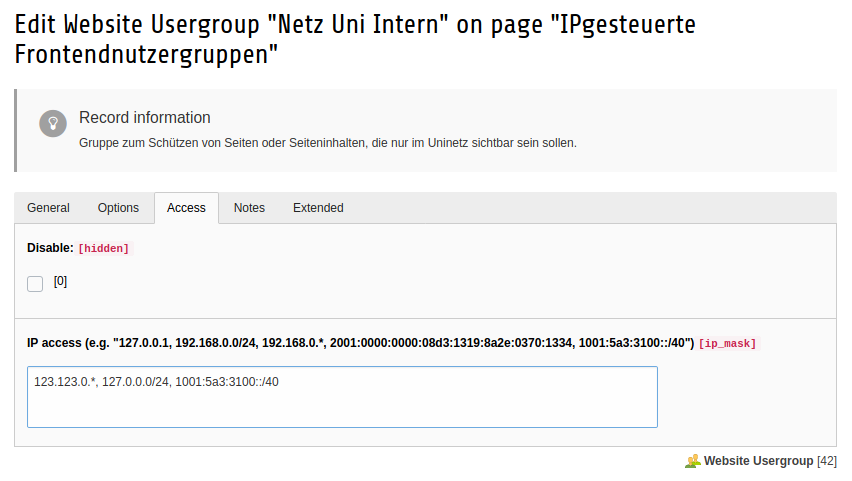 Edit Website Usergroup "Netz Uni Intern" on page "IPgesteuerte
Frontendnutzergruppen"
Record information
Gruppe zum Schützen von Seiten oder Seiteninhalten, die nur im Uninetz sichtbar sein sollen.
General Options Access Notes Extended
Disable: [hidden]
[0]
IP access (e.g. "127.0.0.1, 192.168.0.0/24, 192.168.0.*, 2001:0000:0000:08d3:1319:8a2e:0370:1334, 1001:5a3:3100::/40") [ip_mask]
123.123.0.*, 127.0.0.0/24, 1001:5a3:3100::/40
Website Usergroup [42]